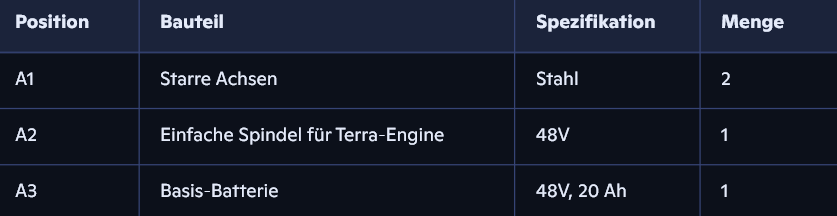 Position Bauteil Spezifikation Menge
A1 Starre Achsen Stahl 2
A2 Einfache Spindel für Terra-Engine 48V 1
A3 Basis-Batterie 48V, 20 Ah 1